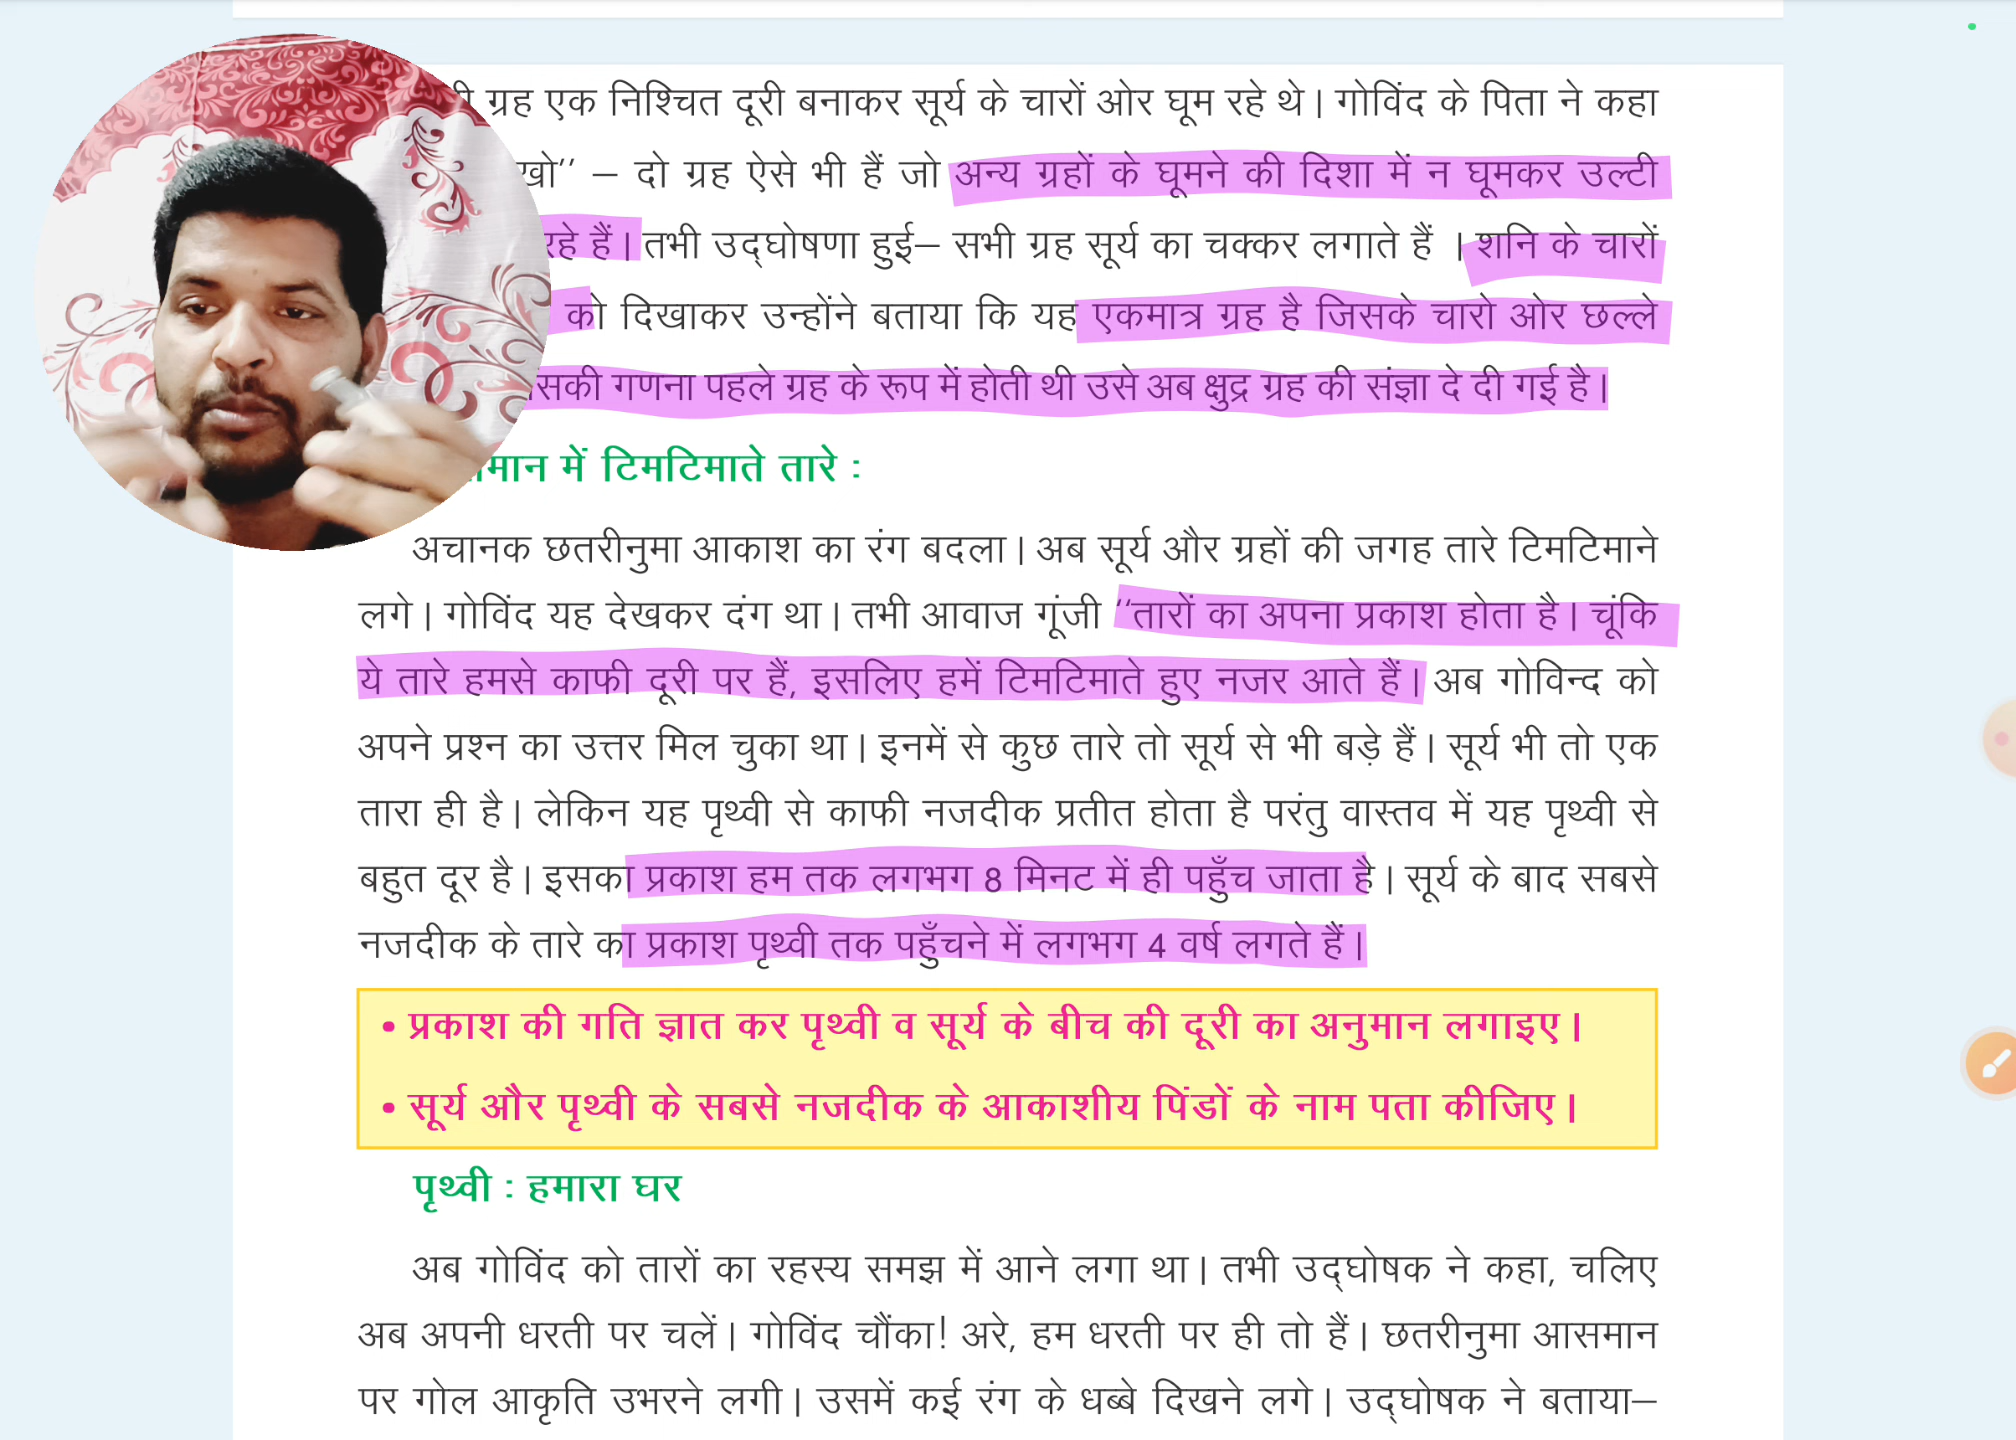 ग्रह एक निश्चित दूरी बनाकर सूर्य के चारों ओर घूम रहे थे। गोविंद के पिता ने कहा
– दो ग्रह ऐसे भी हैं जो अन्य ग्रहों के घूमने की दिशा में न घूमकर उल्टी
रहे हैं। तभी उद्घोषणा हुई– सभी ग्रह सूर्य का चक्कर लगाते हैं । शनि के चारों
को दिखाकर उन्होंने बताया कि यह एकमात्र ग्रह है जिसके चारो ओर छल्ले
गणना पहले ग्रह के रूप में होती थी उसे अब क्षुद्र ग्रह की संज्ञा दे दी गई है।
में टिमटिमाते तारे :
अचानक छतरीनुमा आकाश का रंग बदला। अब सूर्य और ग्रहों की जगह तारे टिमटिमाने
लगे। गोविंद यह देखकर दंग था। तभी आवाज गूंजी ‘‘तारों का अपना प्रकाश होता है। चूंकि
ये तारे हमसे काफी दूरी पर हैं, इसलिए हमें टिमटिमाते हुए नजर आते हैं। अब गोविन्द को
अपने प्रश्न का उत्तर मिल चुका था। इनमें से कुछ तारे तो सूर्य से भी बड़े हैं। सूर्य भी तो एक
तारा ही है। लेकिन यह पृथ्वी से काफी नजदीक प्रतीत होता है परंतु वास्तव में यह पृथ्वी से
बहुत दूर है। इसका प्रकाश हम तक लगभग 8 मिनट में ही पहुँच जाता है। सूर्य के बाद सबसे
नजदीक के तारे का प्रकाश पृथ्वी तक पहुँचने में लगभग 4 वर्ष लगते हैं।
• प्रकाश की गति ज्ञात कर पृथ्वी व सूर्य के बीच की दूरी का अनुमान लगाइए।
• सूर्य और पृथ्वी के सबसे नजदीक के आकाशीय पिंडों के नाम पता कीजिए।
पृथ्वी : हमारा घर
अब गोविंद को तारों का रहस्य समझ में आने लगा था। तभी उद्घोषक ने कहा, चलिए
अब अपनी धरती पर चलें। गोविंद चौंका! अरे, हम धरती पर ही तो हैं। छतरीनुमा आसमान
पर गोल आकृति उभरने लगी। उसमें कई रंग के धब्बे दिखने लगे। उद्घोषक ने बताया–